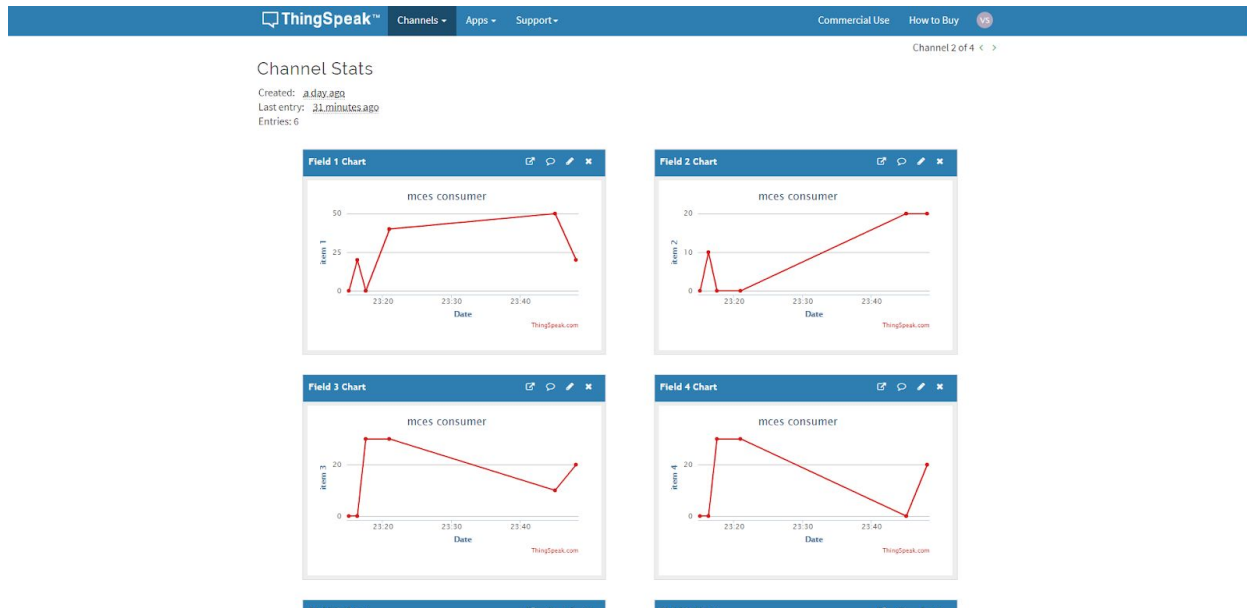 ThingSpeak™ Channels Apps Support Commercial Use How to Buy VS
Channel 2 of 4 < >
Channel Stats
Created: a day ago
Last entry: 31 minutes ago
Entries: 6
Field 1 Chart
mces consumer
50
25
0
item 1
23:20 23:30 23:40
Date
ThingSpeak.com
Field 2 Chart
mces consumer
20
10
0
item 2
23:20 23:30 23:40
Date
ThingSpeak.com
Field 3 Chart
mces consumer
20
0
item 3
23:20 23:30 23:40
Date
ThingSpeak.com
Field 4 Chart
mces consumer
20
0
item 4
23:20 23:30 23:40
Date
ThingSpeak.com